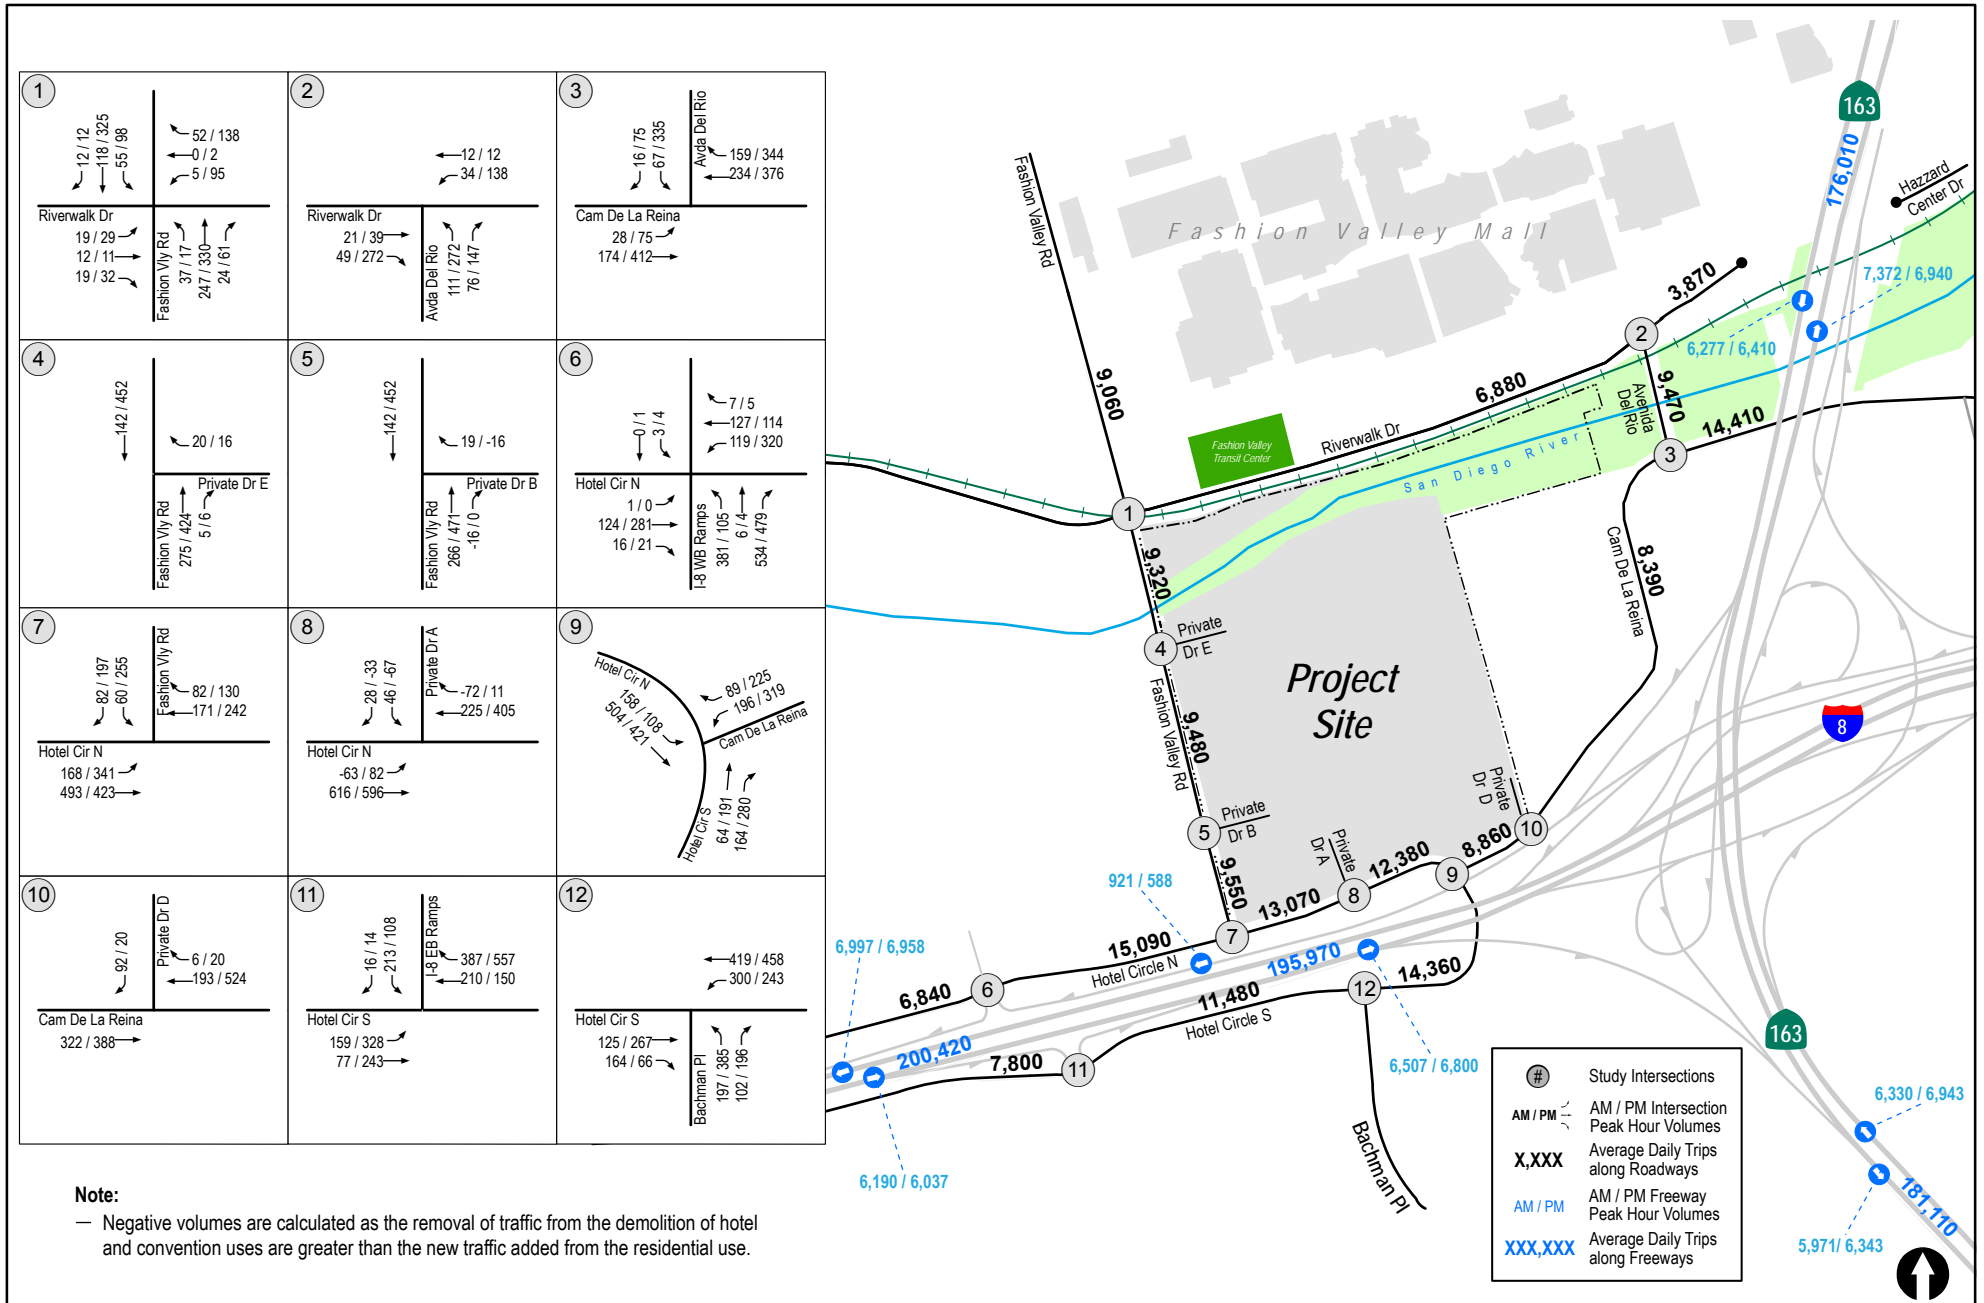 1
12 / 12
118 / 325
55 / 98
52 / 138
0 / 2
5 / 95
Riverwalk Dr
19 / 29
12 / 11
19 / 32
Fashion Vly Rd
37 / 17
247 / 330
24 / 61
2
12 / 12
34 / 138
Riverwalk Dr
21 / 39
49 / 272
Avda Del Rio
111 / 272
76 / 147
3
16 / 75
67 / 335
Avda Del Rio
159 / 344
234 / 376
Cam De La Reina
28 / 75
174 / 412
4
142 / 452
20 / 16
Private Dr E
Fashion Vly Rd
275 / 424
5 / 6
5
142 / 452
19 / -16
Private Dr B
Fashion Vly Rd
266 / 471
-16 / 0
6
0 / 1
3 / 4
7 / 5
127 / 114
119 / 320
Hotel Cir N
1 / 0
124 / 281
16 / 21
I-8 WB Ramps
381 / 105
6 / 4
534 / 479
7
82 / 197
60 / 255
Fashion Vly Rd
82 / 130
171 / 242
Hotel Cir N
168 / 341
493 / 423
8
28 / -33
46 / -67
Private Dr A
-72 / 11
225 / 405
Hotel Cir N
-63 / 82
616 / 596
9
Hotel Cir N
158 / 108
504 / 421
89 / 225
196 / 319
Cam De La Reina
Hotel Cir S
64 / 191
164 / 280
10
92 / 20
Private Dr D
6 / 20
193 / 524
Cam De La Reina
322 / 388
11
16 / 14
213 / 108
I-8 EB Ramps
387 / 557
210 / 150
Hotel Cir S
159 / 328
77 / 243
12
419 / 458
300 / 243
Hotel Cir S
125 / 267
164 / 66
Bachman Pl
197 / 385
102 / 196
Note:
— Negative volumes are calculated as the removal of traffic from the demolition of hotel
and convention uses are greater than the new traffic added from the residential use.
163
176,010
Hazzard
Center Dr
Fashion Valley Rd
Fashion Valley Mall
7,372 / 6,940
3,870
2
6,277 / 6,410
9,060
6,880
Avenida
Del Rio
9,470
14,410
Fashion Valley
Transit Center
Riverwalk Dr
San Diego River
3
1
9,320
Cam De La Reina
8,390
Private
Dr E
4
Project
Site
Fashion Valley Rd
9,480
8
Private
Dr D
5
Private
Dr B
Private
Dr A
10
9,550
12,380
8,860
9
921 / 588
13,070
8
7
6,997 / 6,958
15,090
Hotel Circle N
195,970
6,840
6
11,480
Hotel Circle S
12
14,360
200,420
7,800
11
6,507 / 6,800
163
6,190 / 6,037
Bachman Pl
6,330 / 6,943
181,110
5,971/ 6,343
#
Study Intersections
AM / PM
AM / PM Intersection
Peak Hour Volumes
X,XXX
Average Daily Trips
along Roadways
AM / PM
AM / PM Freeway
Peak Hour Volumes
XXX,XXX
Average Daily Trips
along Freeways